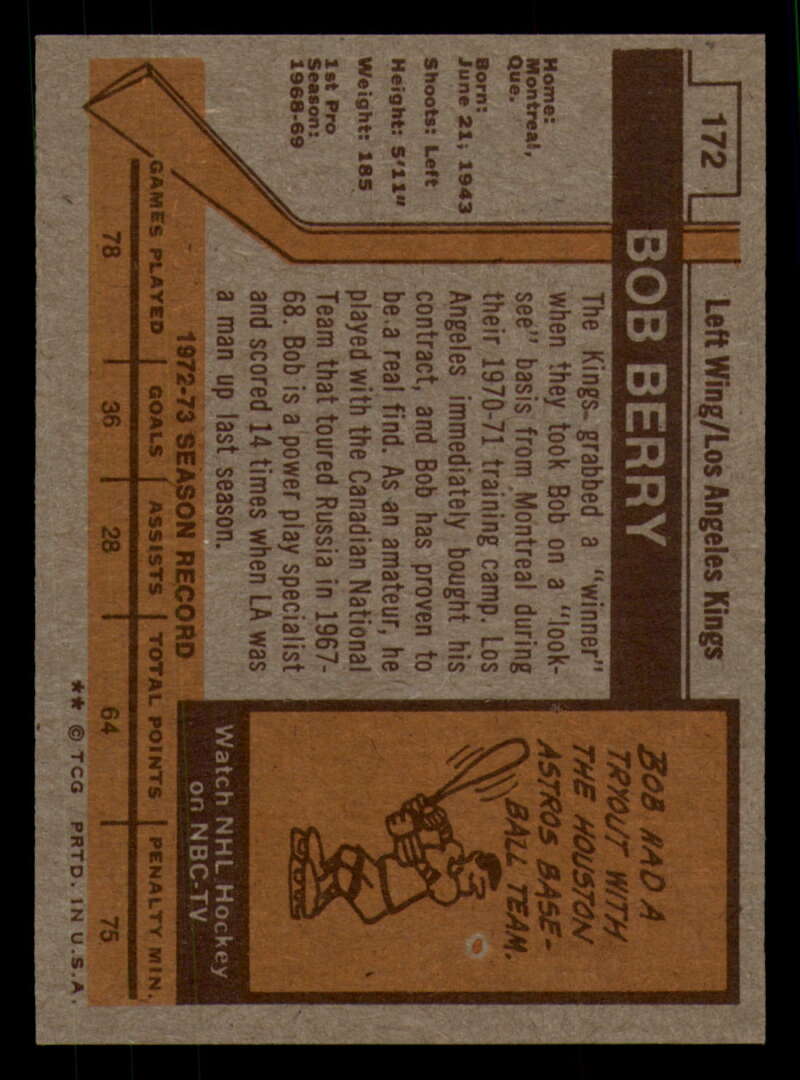 172
Left Wing/Los Angeles Kings
BOB BERRY
Home:
Montreal,
Que.
Born:
June 21, 1943
Shoots: Left
Height: 5'11"
Weight: 185
1st Pro
Season:
1968-69
The Kings grabbed a "winner"
when they took Bob on a "look-
see" basis from Montreal during
their 1970-71 training camp. Los
Angeles immediately bought his
contract, and Bob has proven to
be a real find. As an amateur, he
played with the Canadian National
Team that toured Russia in 1967-
68. Bob is a power play specialist
and scored 14 times when LA was
a man up last season.
BOB HAD A
TRYOUT WITH
THE HOUSTON
ASTROS BASE-
BALL TEAM.
Watch NHL Hockey
on NBC-TV
1972-73 SEASON RECORD
GAMES PLAYED GOALS ASSISTS TOTAL POINTS PENALTY MIN.
78 36 28 64 75
** © TCG PRTD. IN U.S.A.